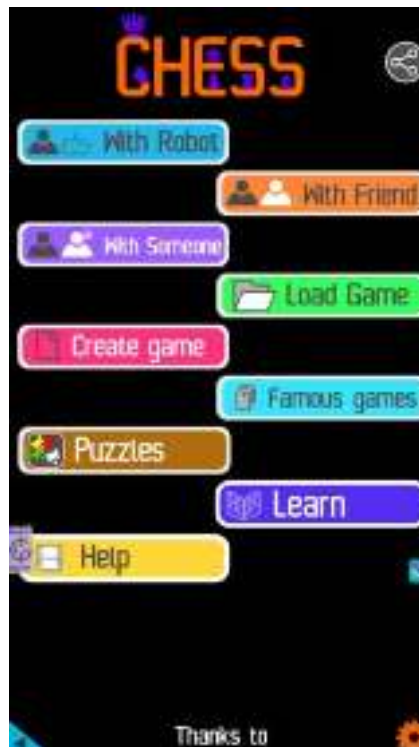 CHESS
With Robot
With Friend
With Someone
Load Game
Create game
Famous games
Puzzles
Learn
Help
Thanks to